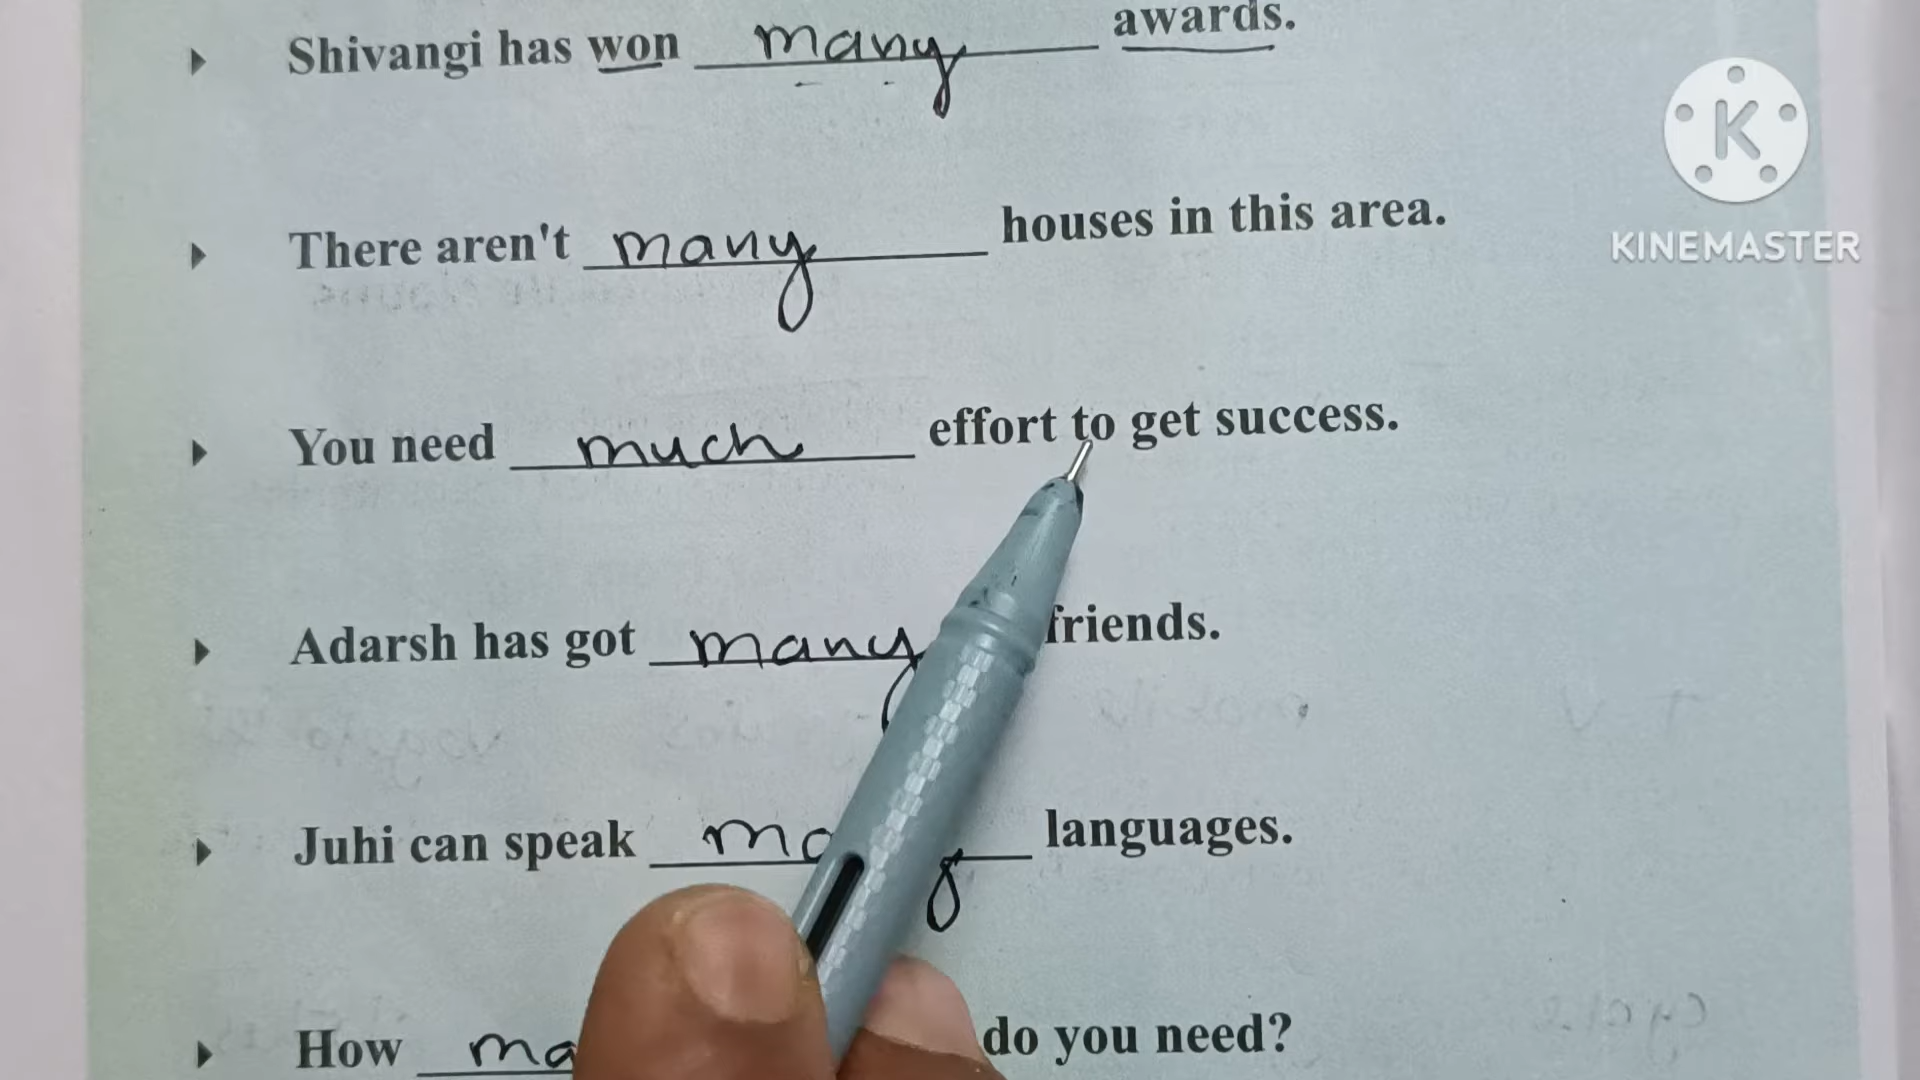 Shivangi has won many awards.
There aren't many houses in this area.
KINEMASTER
You need much effort to get success.
Adarsh has got many friends.
Juhi can speak languages.
How do you need?